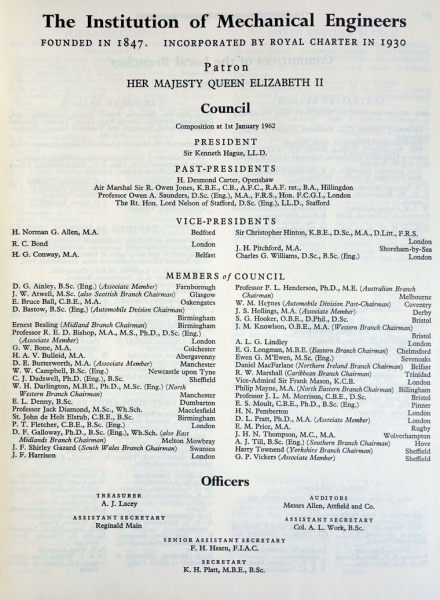 The Institution of Mechanical Engineers
FOUNDED IN 1847. INCORPORATED BY ROYAL CHARTER IN 1930
Patron
HER MAJESTY QUEEN ELIZABETH II
Council
Composition at 1st January 1962
PRESIDENT
Sir Kenneth Hague, LL.D.
PAST-PRESIDENTS
H. Desmond Carter, Openshaw
Air Marshal Sir R. Owen Jones, K.B.E., C.B., A.F.C., R.A.F. ret., B.A., Hillingdon
Professor Owen A. Saunders, D.Sc. (Eng.), M.A., F.R.S., Hon. F.C.G.I., London
The Rt. Hon. Lord Nelson of Stafford, D.Sc. (Eng.), LL.D., Stafford
VICE-PRESIDENTS
H. Norman G. Allen, M.A. Bedford
R. C. Bond London
H. G. Conway, M.A. Belfast
Sir Christopher Hinton, K.B.E., D.Sc., M.A., D.Litt., F.R.S.
London
J. H. Pitchford, M.A. Shoreham-by-Sea
Charles G. Williams, D.Sc., B.Sc. (Eng.) London
MEMBERS of COUNCIL
D. G. Ainley, B.Sc. (Eng.) (Associate Member) Farnborough
J. W. Atwell, M.Sc. (also Scottish Branch Chairman) Glasgow
E. Bruce Ball, C.B.E., M.A. Oakengates
D. Bastow, B.Sc. (Eng.) (Automobile Division Chairman)
Birmingham
Ernest Bealing (Midland Branch Chairman) Birmingham
Professor R. E. D. Bishop, M.A., M.S., Ph.D., D.Sc. (Eng.)
(Associate Member) London
G. W. Bone, M.A. Colchester
H. A. V. Bulleid, M.A. Abergavenny
D. E. Butterworth, M.A. (Associate Member) Manchester
W. W. Campbell, B.Sc. (Eng.) Newcastle upon Tyne
C. J. Dadswell, Ph.D. (Eng.), B.Sc. Sheffield
W. H. Darlington, M.B.E., Ph.D., M.Sc. (Eng.) (North
Western Branch Chairman) Manchester
E. L. Denny, B.Sc. Dumbarton
Professor Jack Diamond, M.Sc., Wh.Sch. Macclesfield
St. John de Holt Elstub, C.B.E., B.Sc. Birmingham
P. T. Fletcher, C.B.E., B.Sc. (Eng.) London
D. F. Galloway, Ph.D., B.Sc. (Eng.), Wh.Sch. (also East
Midlands Branch Chairman) Melton Mowbray
J. F. Shirley Gazard (South Wales Branch Chairman) Swansea
J. F. Harrison London
Professor P. L. Henderson, Ph.D., M.E. (Australian Branch
Chairman) Melbourne
W. M. Heynes (Automobile Division Past-Chairman) Coventry
J. S. Hollings, M.A. (Associate Member) Derby
S. G. Hooker, O.B.E., D.Phil., D.Sc. Bristol
J. M. Knowlson, O.B.E., M.A. (Western Branch Chairman)
Bristol
A. L. G. Lindley London
E. G. Longman, M.B.E. (Eastern Branch Chairman) Chelmsford
Ewen G. M'Ewen, M.Sc. (Eng.) Sevenoaks
Daniel MacFarlane (Northern Ireland Branch Chairman) Belfast
R. W. Marshall (Caribbean Branch Chairman) Trinidad
Vice-Admiral Sir Frank Mason, K.C.B. London
Philip Mayne, M.A. (North Eastern Branch Chairman) Billingham
Professor J. L. M. Morrison, C.B.E., D.Sc. Bristol
E. S. Moult, C.B.E., Ph.D., B.Sc. (Eng.) Pinner
H. N. Pemberton London
D. L. Pratt, Ph.D., M.A. (Associate Member) London
E. M. Price, M.A. Rugby
J. H. N. Thompson, M.C., M.A. Wolverhampton
A. J. Till, B.Sc. (Eng.) (Southern Branch Chairman) Hove
Harry Townend (Yorkshire Branch Chairman) Sheffield
G. P. Vickers (Associate Member) Sheffield
Officers
TREASURER
A. J. Lacey
ASSISTANT SECRETARY
Reginald Main
AUDITORS
Messrs Allen, Attfield and Co.
ASSISTANT SECRETARY
Col. A. L. Work, B.Sc.
SENIOR ASSISTANT SECRETARY
F. H. Hearn, F.I.A.C.
SECRETARY
K. H. Platt, M.B.E., B.Sc.